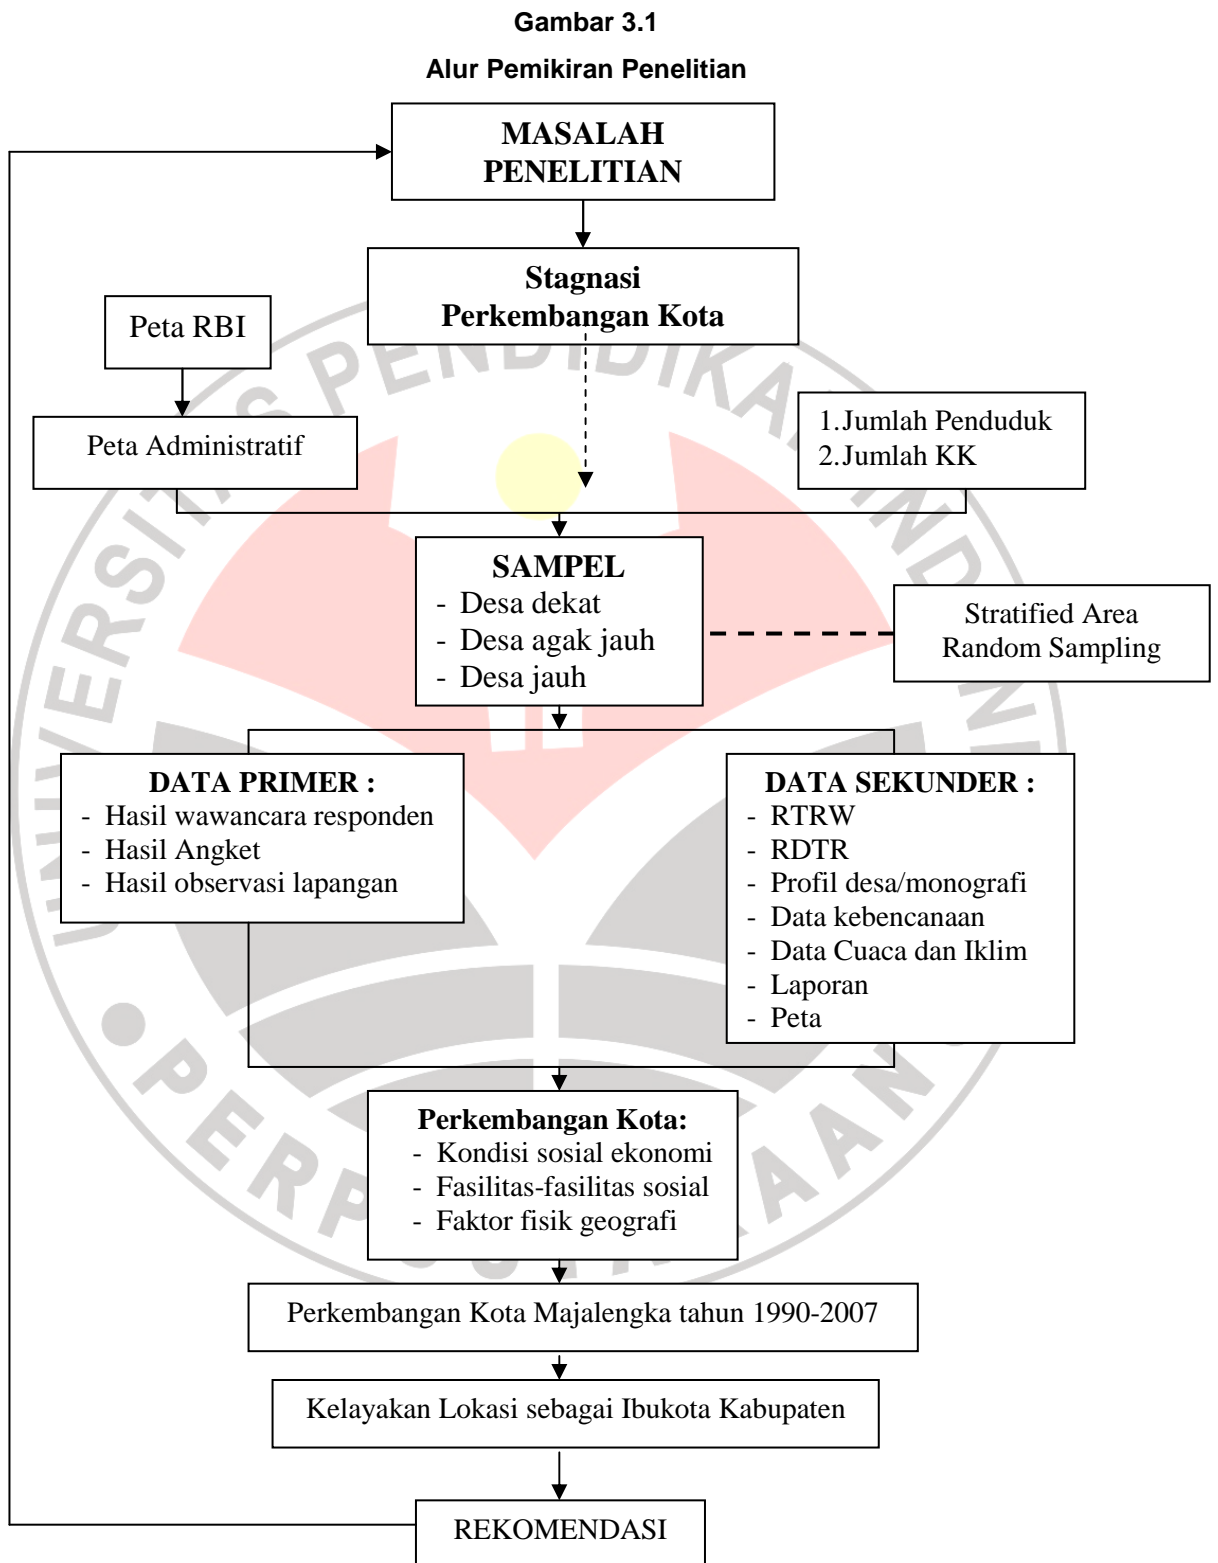 Gambar 3.1
Alur Pemikiran Penelitian
MASALAH
PENELITIAN
Stagnasi
Perkembangan Kota
Peta RBI
Peta Administratif
1.Jumlah Penduduk
2.Jumlah KK
SAMPEL
- Desa dekat
- Desa agak jauh
- Desa jauh
Stratified Area
Random Sampling
DATA PRIMER :
- Hasil wawancara responden
- Hasil Angket
- Hasil observasi lapangan
DATA SEKUNDER :
- RTRW
- RDTR
- Profil desa/monografi
- Data kebencanaan
- Data Cuaca dan Iklim
- Laporan
- Peta
Perkembangan Kota:
- Kondisi sosial ekonomi
- Fasilitas-fasilitas sosial
- Faktor fisik geografi
Perkembangan Kota Majalengka tahun 1990-2007
Kelayakan Lokasi sebagai Ibukota Kabupaten
REKOMENDASI
UNIVERSITAS PENDIDIKAN
PERPUSTAKAAN